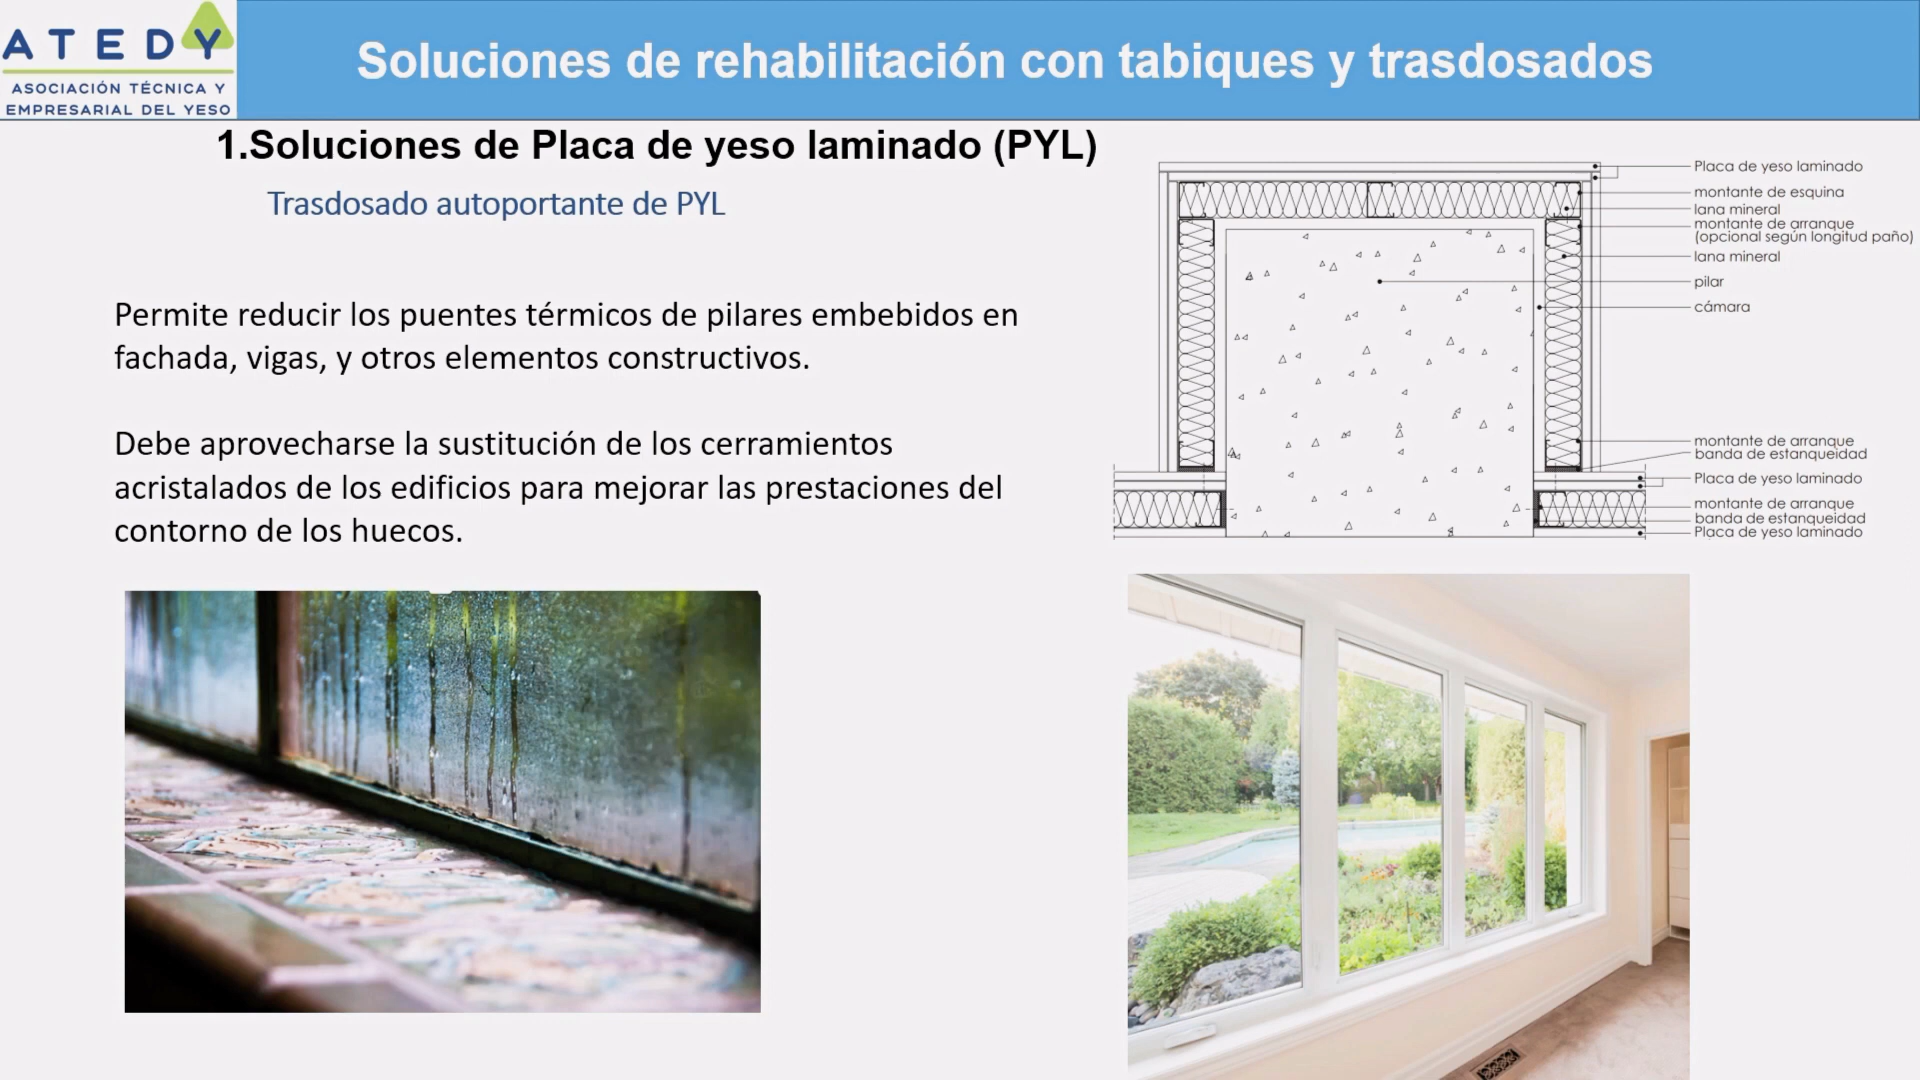 ATEDY
ASOCIACIÓN TÉCNICA Y
EMPRESARIAL DEL YESO
Soluciones de rehabilitación con tabiques y trasdosados
1.Soluciones de Placa de yeso laminado (PYL)
Trasdosado autoportante de PYL
Permite reducir los puentes térmicos de pilares embebidos en
fachada, vigas, y otros elementos constructivos.
Debe aprovecharse la sustitución de los cerramientos
acristalados de los edificios para mejorar las prestaciones del
contorno de los huecos.
Placa de yeso laminado
montante de esquina
lana mineral
montante de arranque
(opcional según longitud paño)
lana mineral
pilar
cámara
montante de arranque
banda de estanqueidad
Placa de yeso laminado
montante de arranque
banda de estanqueidad
Placa de yeso laminado